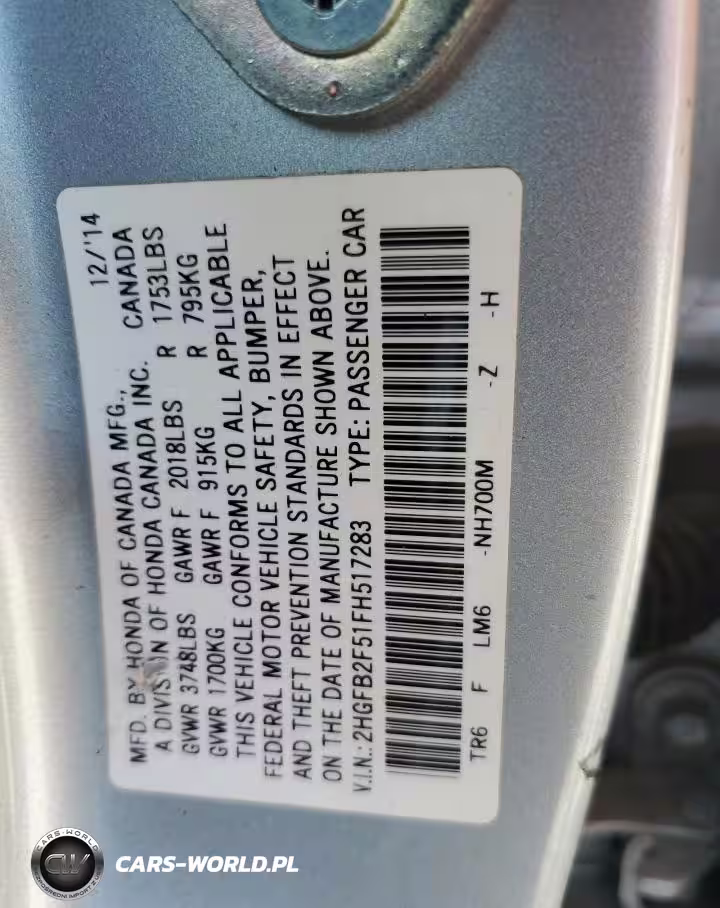 MFD. BY HONDA OF CANADA MFG., 12/'14
A DIVISION OF HONDA CANADA INC. CANADA
GVWR 3748LBS GAWR F 2018LBS R 1753LBS
GVWR 1700KG GAWR F 915KG R 795KG
THIS VEHICLE CONFORMS TO ALL APPLICABLE
FEDERAL MOTOR VEHICLE SAFETY, BUMPER,
AND THEFT PREVENTION STANDARDS IN EFFECT
ON THE DATE OF MANUFACTURE SHOWN ABOVE.
V.I.N.: 2HGFB2F51FH517283 TYPE: PASSENGER CAR
TR6 F LM6 -NH700M -Z -H
CARS-WORLD
CW
CARS-WORLD.PL